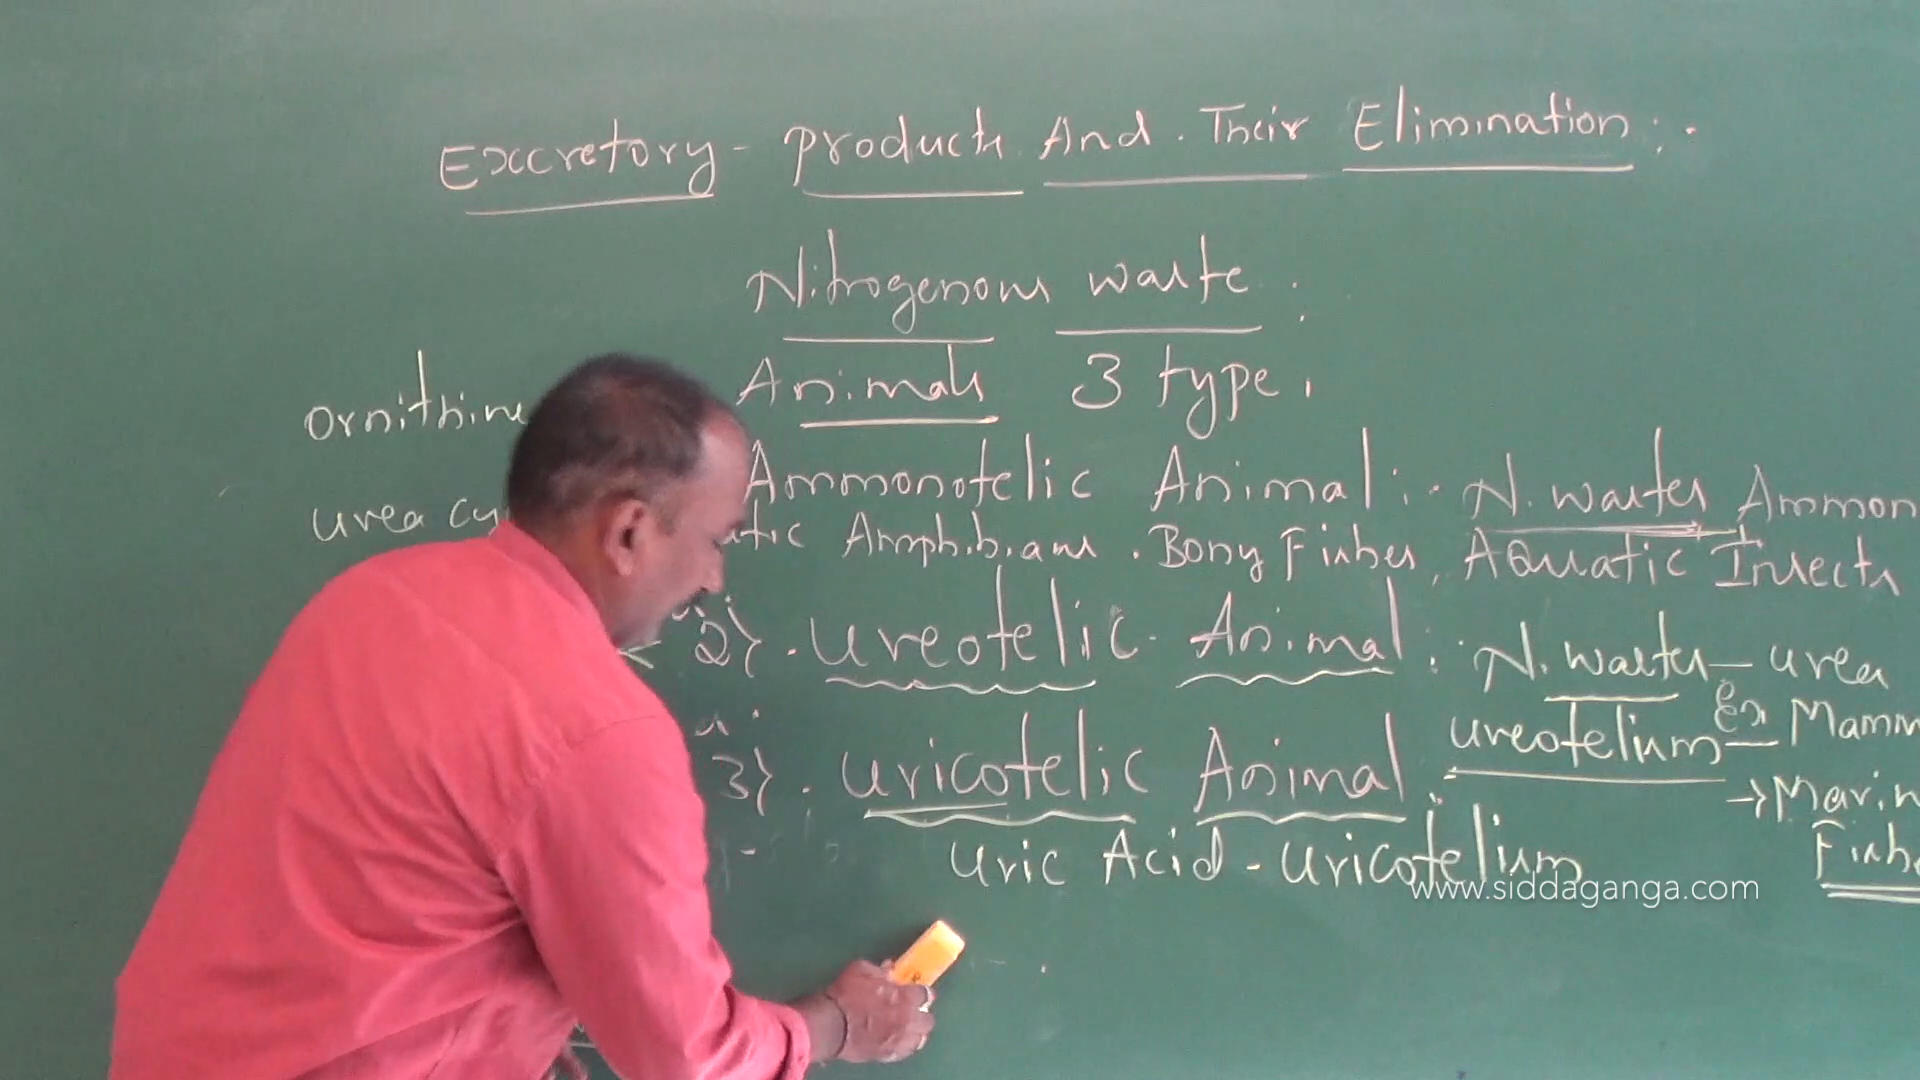 Excretory - Products And Their Elimination :-
Nitrogenous waste :
Animals 3 type.
Ornithine
urea cy
Ammonotelic Animal :- N. wastes Ammon
atic Amphibians . Bony Fishes , AQuatic Insects
2} . Ureotelic Animal : N. wastes - urea
ureotelism - Ex Mamm
3} . Uricotelic Animal :
→ Marin
Fishe
Uric Acid - Uricotelism
www.siddaganga.com